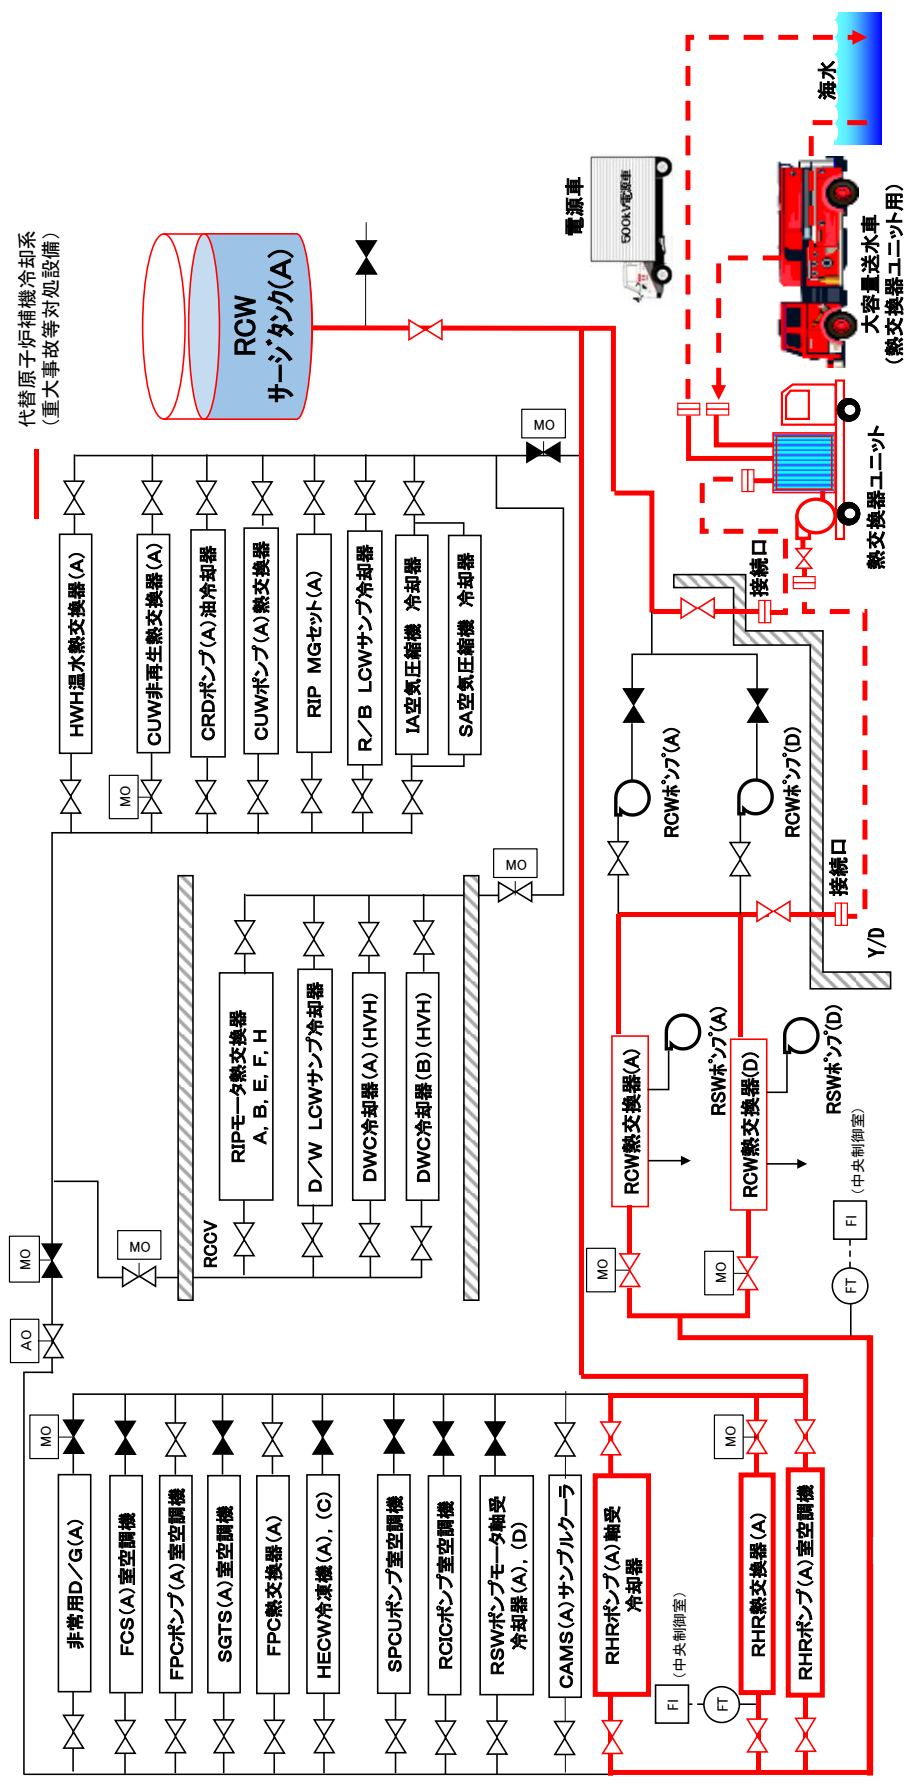 代替原子炉補機冷却系
(重大事故等対処設備)
RCW
サージタンク(A)
電源車
500kV電源車
海水
大容量送水車
(熱交換器ユニット用)
熱交換器ユニット
接続口
接続口
Y/D
MO
HWH温水熱交換器(A)
CUW非再生熱交換器(A)
CRDポンプ(A)油冷却器
CUWポンプ(A)熱交換器
RIP MGセット(A)
R/B LCWサンプ冷却器
IA空気圧縮機 冷却器
SA空気圧縮機 冷却器
MO
MO
RCWポンプ(A)
RCWポンプ(D)
RIPモータ熱交換器
A, B, E, F, H
D/W LCWサンプ冷却器
DWC冷却器(A)(HVH)
DWC冷却器(B)(HVH)
RCCV
MO
MO
AO
RCW熱交換器(A)
RSWポンプ(A)
RCW熱交換器(D)
RSWポンプ(D)
MO
MO
FT
FI
(中央制御室)
MO
非常用D/G(A)
FCS(A)室空調機
FPCポンプ(A)室空調機
SGTS(A)室空調機
FPC熱交換器(A)
HECW冷凍機(A), (C)
SPCUポンプ室空調機
RCICポンプ室空調機
RSWポンプモータ軸受
冷却器(A), (D)
CAMS(A)サンプルクーラ
RHRポンプ(A)軸受
冷却器
MO
RHR熱交換器(A)
RHRポンプ(A)室空調機
FI
(中央制御室)
FT